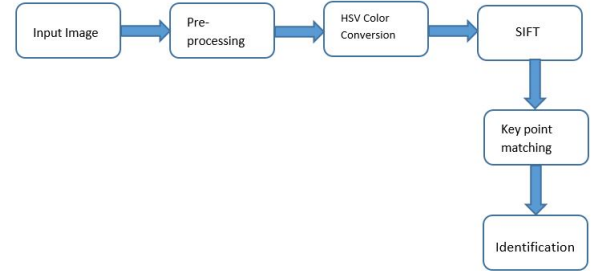 Input Image
Pre-
processing
HSV Color
Conversion
SIFT
Key point
matching
Identification